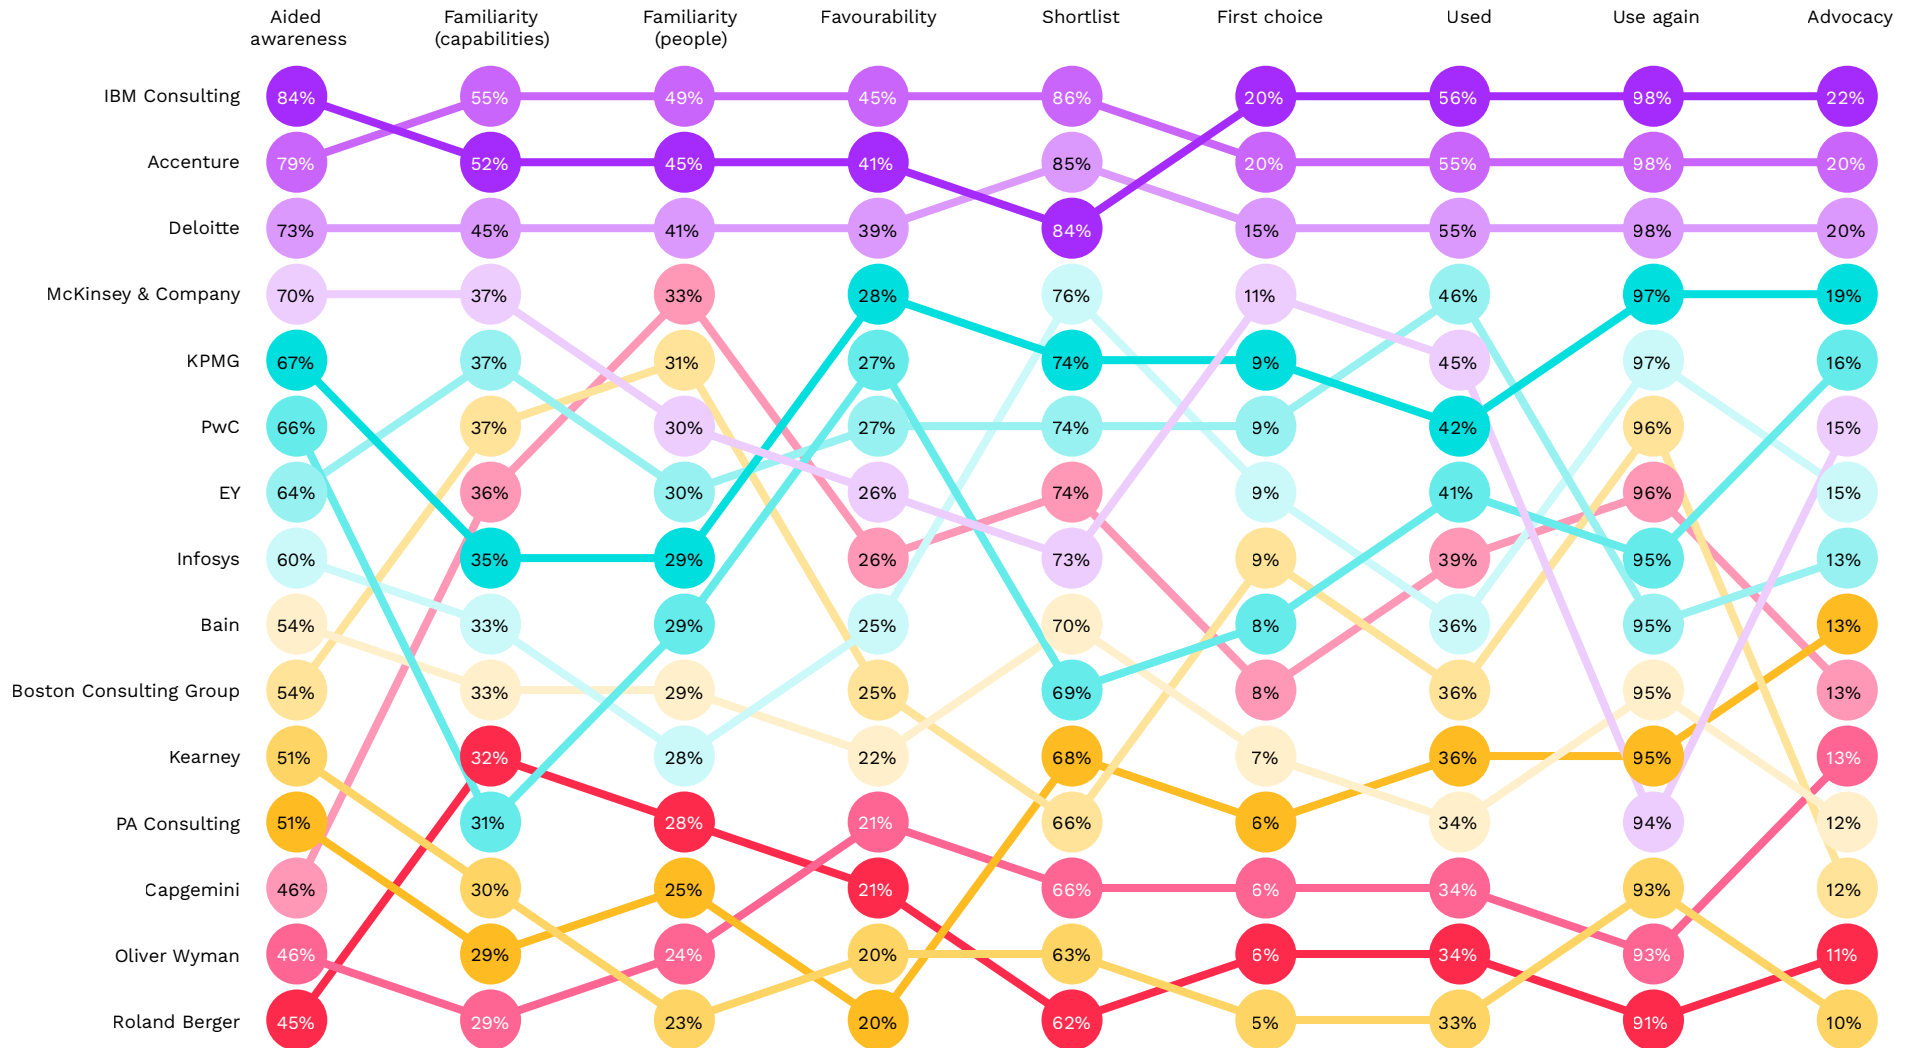 Aided awareness
Familiarity (capabilities)
Familiarity (people)
Favourability
Shortlist
First choice
Used
Use again
Advocacy
IBM Consulting 84% 55% 49% 45% 86% 20% 56% 98% 22%
Accenture 79% 52% 45% 41% 85% 20% 55% 98% 20%
Deloitte 73% 45% 41% 39% 84% 15% 55% 98% 20%
McKinsey & Company 70% 37% 33% 28% 76% 11% 46% 97% 19%
KPMG 67% 37% 31% 27% 74% 9% 45% 97% 16%
PwC 66% 37% 30% 27% 74% 9% 42% 96% 15%
EY 64% 36% 30% 26% 74% 9% 41% 96% 15%
Infosys 60% 35% 29% 26% 73% 9% 39% 95% 13%
Bain 54% 33% 29% 25% 70% 8% 36% 95% 13%
Boston Consulting Group 54% 33% 29% 25% 69% 8% 36% 95% 13%
Kearney 51% 32% 28% 22% 68% 7% 36% 95% 13%
PA Consulting 51% 31% 28% 21% 66% 6% 34% 94% 12%
Capgemini 46% 30% 25% 21% 66% 6% 34% 93% 12%
Oliver Wyman 46% 29% 24% 20% 63% 6% 34% 93% 11%
Roland Berger 45% 29% 23% 20% 62% 5% 33% 91% 10%